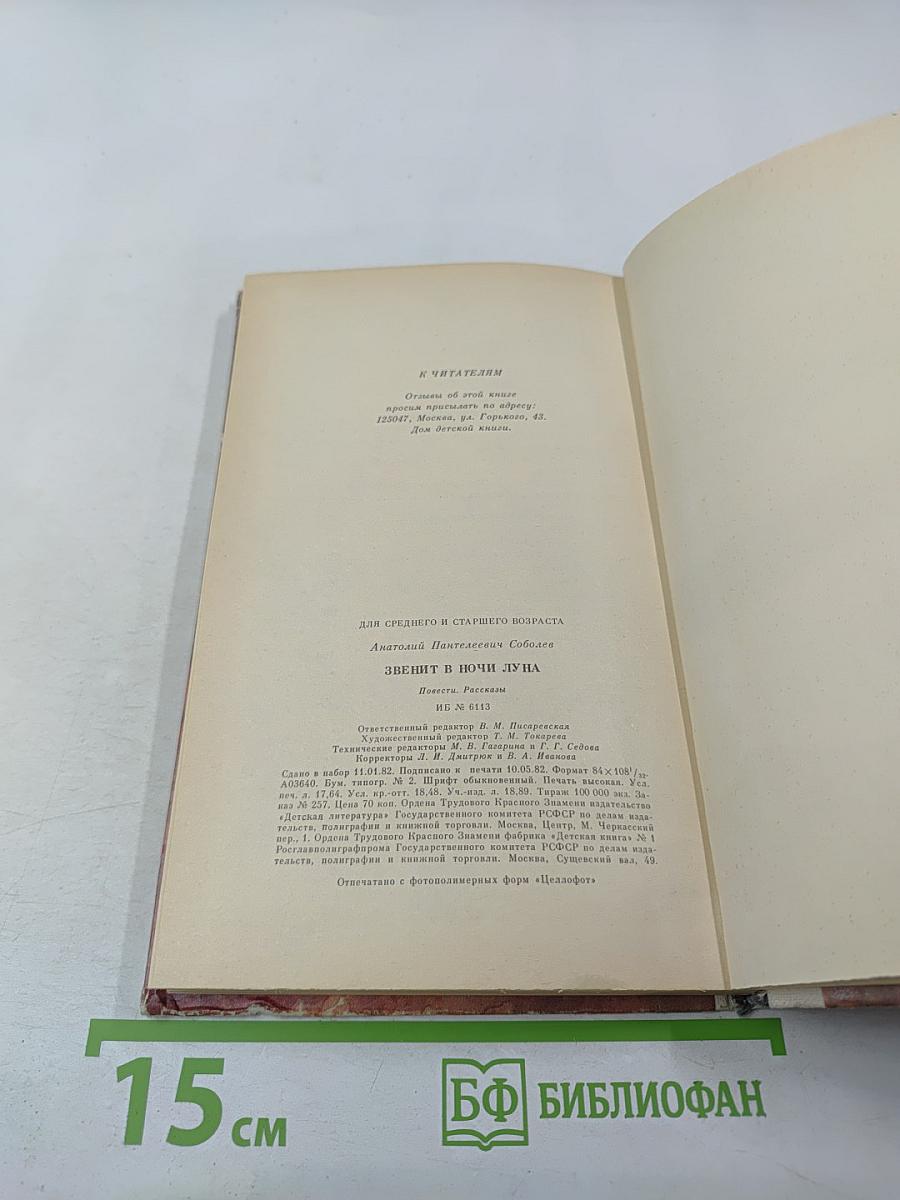 К ЧИТАТЕЛЯМ
Отзывы об этой книге
просим присылать по адресу:
125047, Москва, ул. Горького, 43.
Дом детской книги.
ДЛЯ СРЕДНЕГО И СТАРШЕГО ВОЗРАСТА
Анатолий Пантелеевич Соболев
ЗВЕНИТ В НОЧИ ЛУНА
Повести. Рассказы
ИБ № 6113
Ответственный редактор В. М. Писаревская
Художественный редактор Т. М. Токарева
Технические редакторы М. В. Гагарина и Г. Г. Седова
Корректоры Л. И. Дмитрюк и В. А. Иванова
Сдано в набор 11.01.82. Подписано к печати 10.05.82. Формат 84×108¹/₃₂.
А03640. Бум. типогр. № 2. Шрифт обыкновенный. Печать высокая. Усл.
печ. л. 17,64. Усл. кр.-отт. 18,48. Уч.-изд. л. 18,89. Тираж 100 000 экз. За-
каз № 257. Цена 70 коп. Ордена Трудового Красного Знамени издательство
«Детская литература» Государственного комитета РСФСР по делам изда-
тельств, полиграфии и книжной торговли. Москва, Центр, М. Черкасский
пер., 1. Ордена Трудового Красного Знамени фабрика «Детская книга» № 1
Росглавполиграфпрома Государственного комитета РСФСР по делам изда-
тельств, полиграфии и книжной торговли. Москва, Сущевский вал, 49.
Отпечатано с фотополимерных форм «Целлофот»
15 см
БФ БИБЛИОФАН